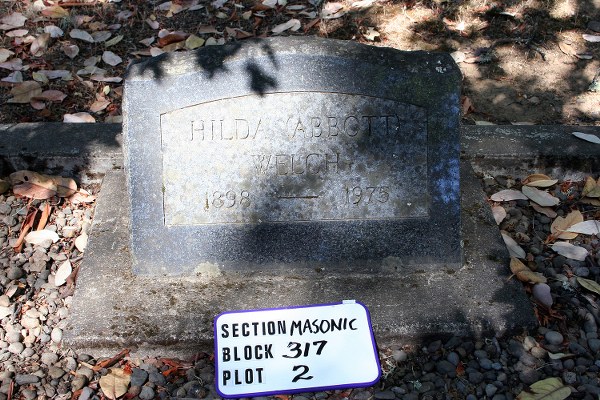 HILDA (ABBOTT)
WELCH
1898 — 1975
SECTION MASONIC
BLOCK 317
PLOT 2